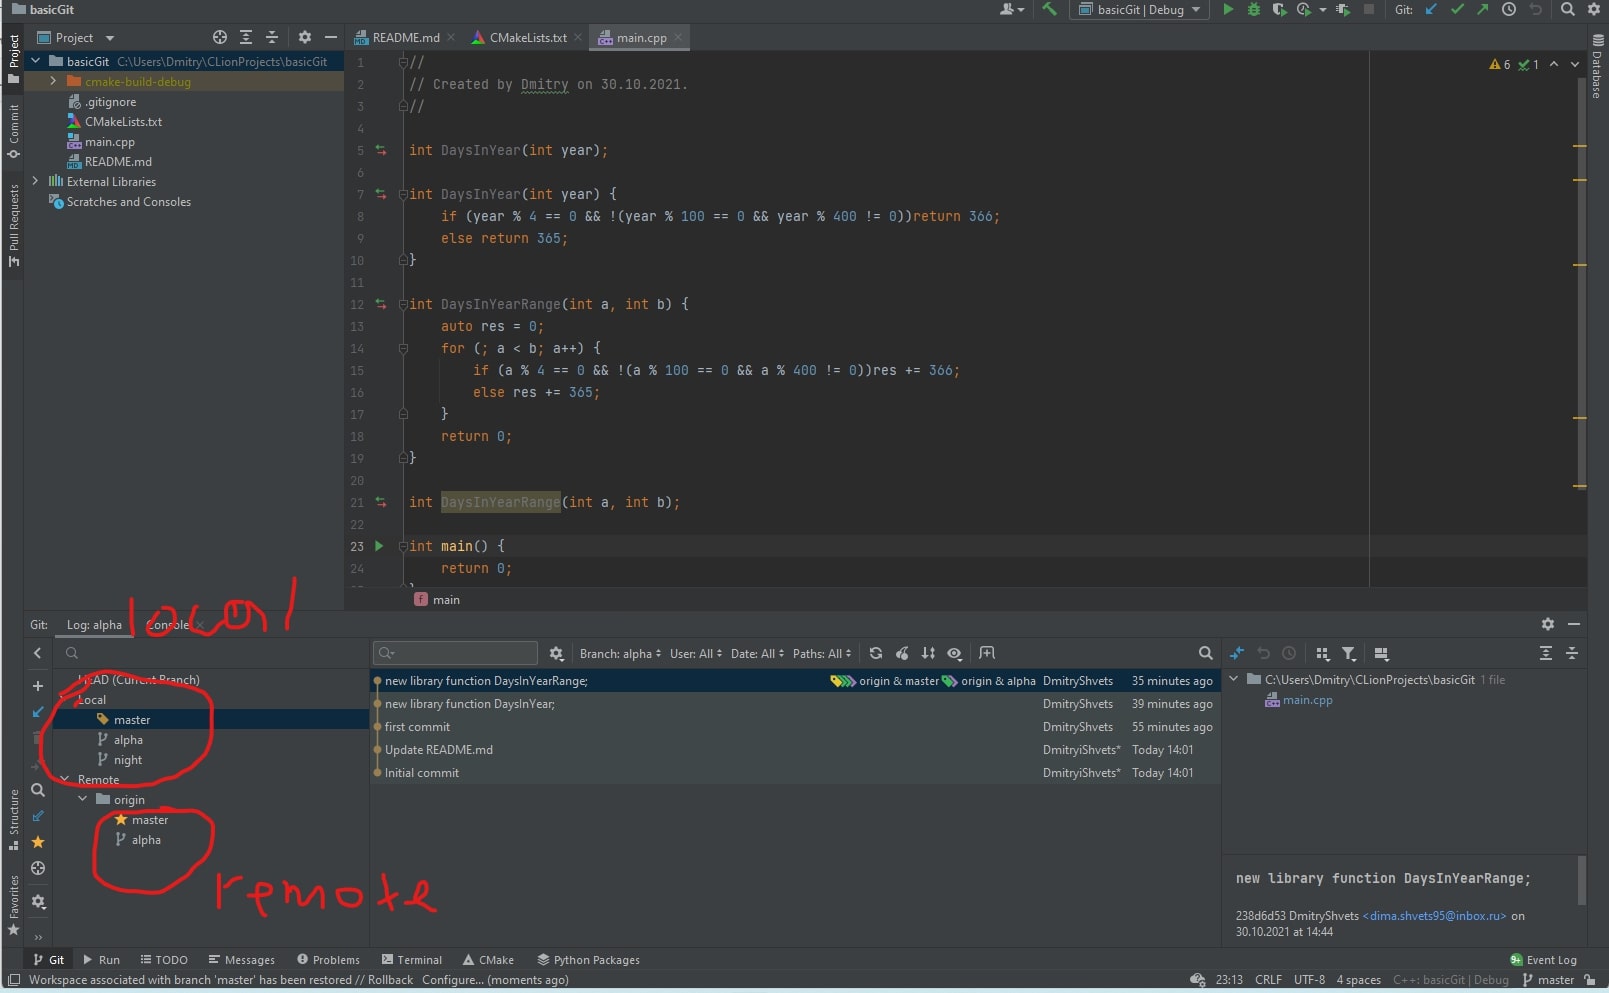 basicGit
basicGit | Debug
Git:
Project
README.md
CMakeLists.txt
main.cpp
Project
Commit
Pull Requests
Structure
Favorites
Database
basicGit C:\Users\Dmitry\CLionProjects\basicGit
cmake-build-debug
.gitignore
CMakeLists.txt
main.cpp
README.md
External Libraries
Scratches and Consoles
6 1
1 //
2 // Created by Dmitry on 30.10.2021.
3 //
4
5 int DaysInYear(int year);
6
7 int DaysInYear(int year) {
8 if (year % 4 == 0 && !(year % 100 == 0 && year % 400 != 0))return 366;
9 else return 365;
10 }
11
12 int DaysInYearRange(int a, int b) {
13 auto res = 0;
14 for (; a < b; a++) {
15 if (a % 4 == 0 && !(a % 100 == 0 && a % 400 != 0))res += 366;
16 else res += 365;
17 }
18 return 0;
19 }
20
21 int DaysInYearRange(int a, int b);
22
23 int main() {
24 return 0;
f main
local
Git: Log: alpha Console
HEAD (Current Branch)
Local
master
alpha
night
Remote
origin
master
alpha
remote
Branch: alpha User: All Date: All Paths: All
new library function DaysInYearRange; origin & master origin & alpha DmitryShvets 35 minutes ago
new library function DaysInYear; DmitryShvets 39 minutes ago
first commit DmitryShvets 55 minutes ago
Update README.md DmitryiShvets* Today 14:01
Initial commit DmitryiShvets* Today 14:01
C:\Users\Dmitry\CLionProjects\basicGit 1 file
main.cpp
new library function DaysInYearRange;
238d6d53 DmitryShvets <dima.shvets95@inbox.ru> on
30.10.2021 at 14:44
Git Run TODO Messages Problems Terminal CMake Python Packages
9+ Event Log
Workspace associated with branch 'master' has been restored // Rollback Configure... (moments ago)
23:13 CRLF UTF-8 4 spaces C++: basicGit | Debug master